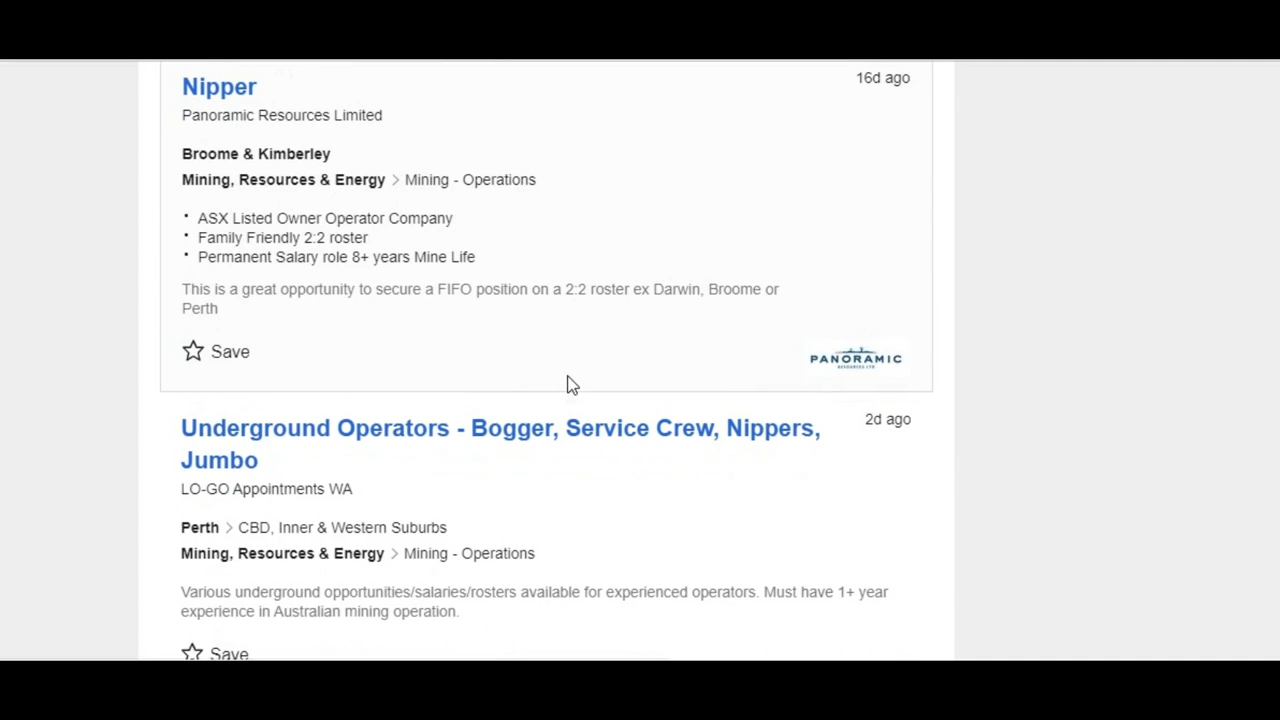 Nipper
16d ago
Panoramic Resources Limited
Broome & Kimberley
Mining, Resources & Energy > Mining - Operations
• ASX Listed Owner Operator Company
• Family Friendly 2:2 roster
• Permanent Salary role 8+ years Mine Life
This is a great opportunity to secure a FIFO position on a 2:2 roster ex Darwin, Broome or
Perth
Save
PANORAMIC
RESOURCES LTD
Underground Operators - Bogger, Service Crew, Nippers,
Jumbo
2d ago
LO-GO Appointments WA
Perth > CBD, Inner & Western Suburbs
Mining, Resources & Energy > Mining - Operations
Various underground opportunities/salaries/rosters available for experienced operators. Must have 1+ year
experience in Australian mining operation.
Save